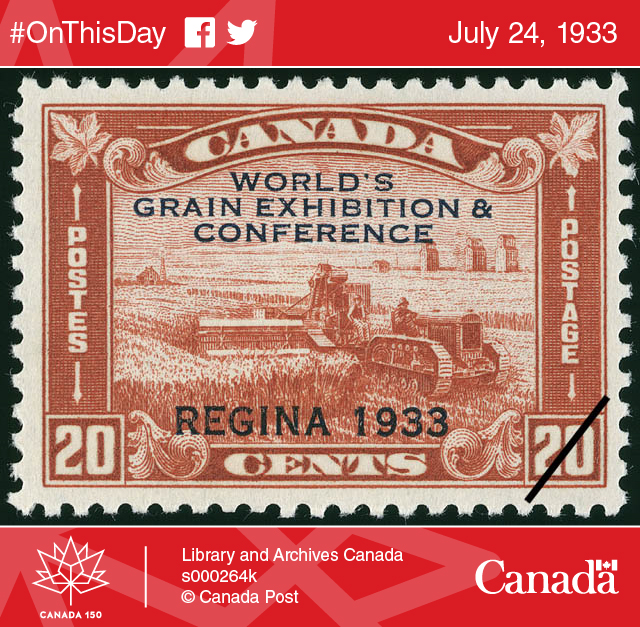 #OnThisDay
July 24, 1933
CANADA
WORLD'S
GRAIN EXHIBITION &
CONFERENCE
POSTES
POSTAGE
REGINA 1933
20
CENTS
20
CANADA 150
Library and Archives Canada
s000264k
© Canada Post
Canada